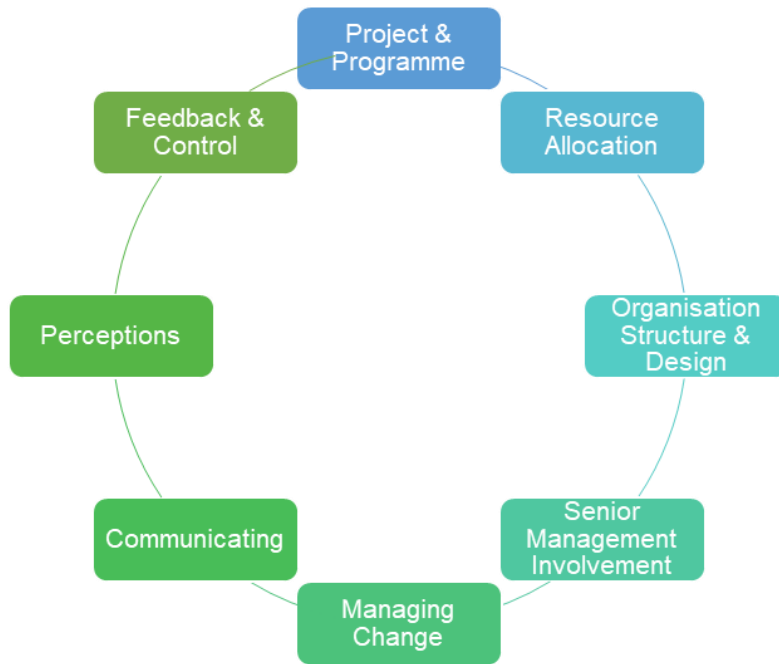 Project &
Programme
Resource
Allocation
Organisation
Structure &
Design
Senior
Management
Involvement
Managing
Change
Communicating
Perceptions
Feedback &
Control